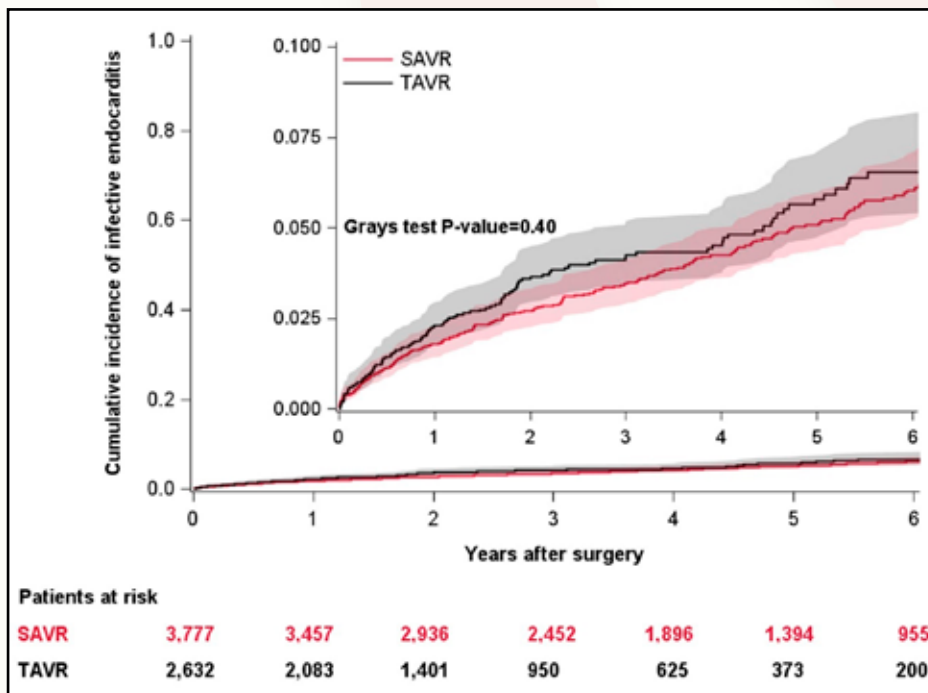 Cumulative incidence of infective endocarditis
1.0
0.8
0.6
0.4
0.2
0.0
0.100
0.075
0.050
0.025
0.000
SAVR
TAVR
Grays test P-value=0.40
0 1 2 3 4 5 6
0 1 2 3 4 5 6
Years after surgery
Patients at risk
SAVR 3,777 3,457 2,936 2,452 1,896 1,394 955
TAVR 2,632 2,083 1,401 950 625 373 200